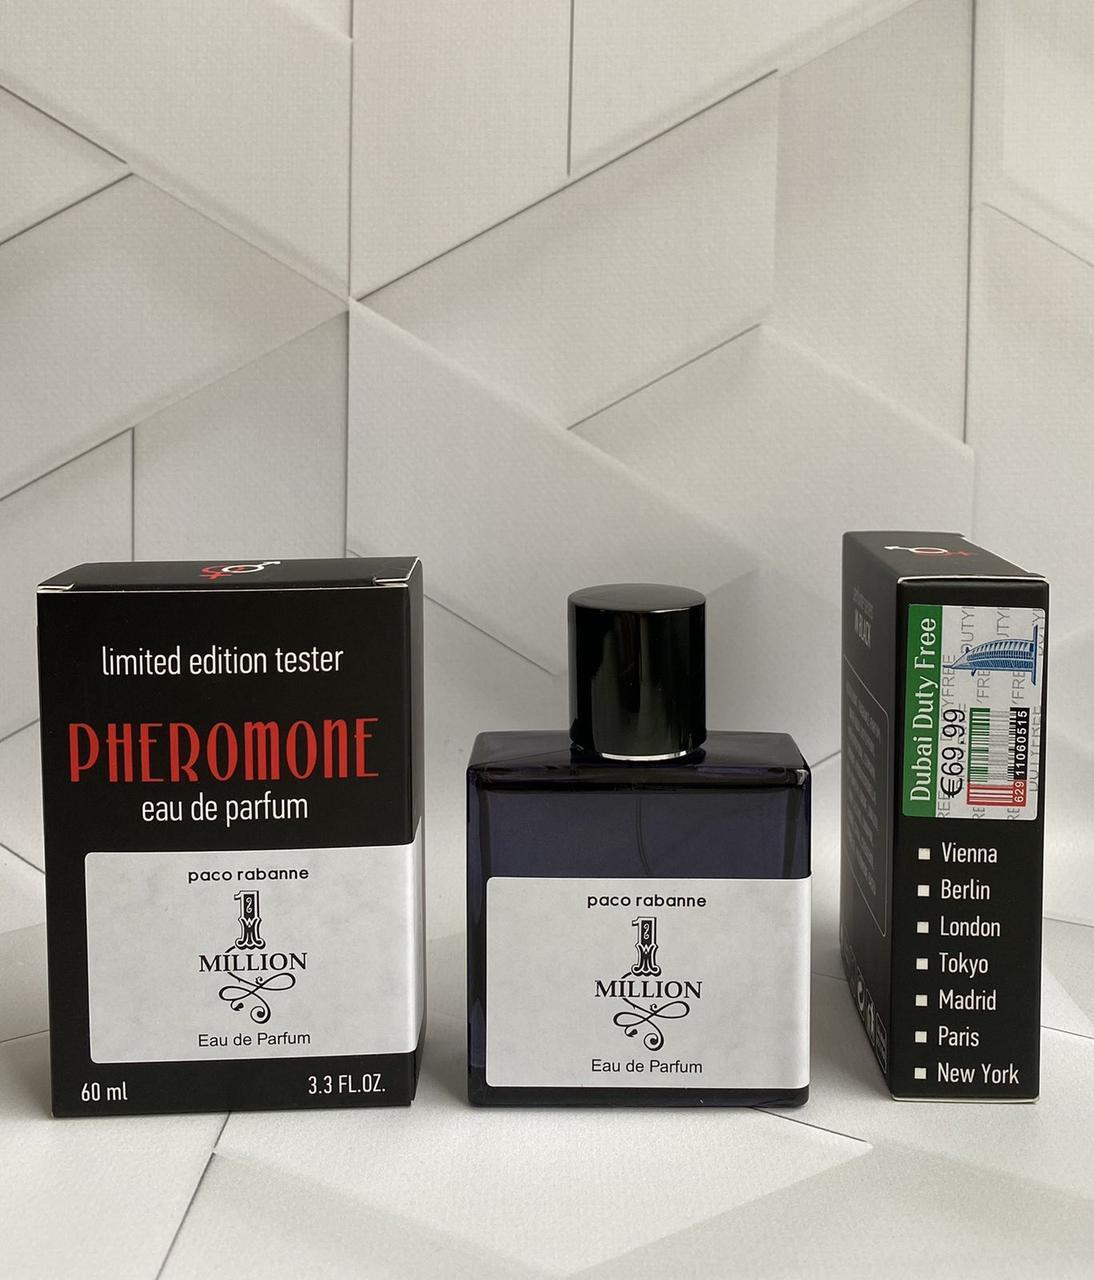 limited edition tester
PHEROMONE
eau de parfum
paco rabanne
1
MILLION
Eau de Parfum
60 ml
3.3 FL.OZ.
paco rabanne
1
MILLION
Eau de Parfum
Dubai Duty Free
€69.99
629 11060515
Vienna
Berlin
London
Tokyo
Madrid
Paris
New York